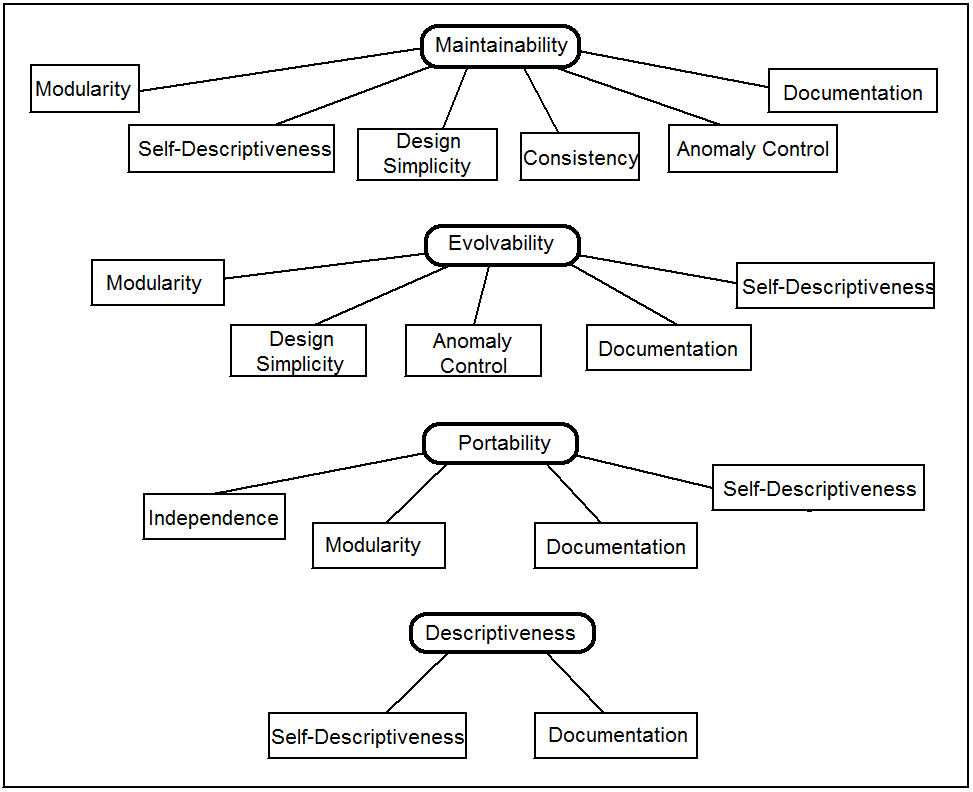 Maintainability
Modularity
Documentation
Self-Descriptiveness
Design
Simplicity
Consistency
Anomaly Control
Evolvability
Modularity
Self-Descriptiveness
Design
Simplicity
Anomaly
Control
Documentation
Portability
Self-Descriptiveness
Independence
Modularity
Documentation
Descriptiveness
Self-Descriptiveness
Documentation